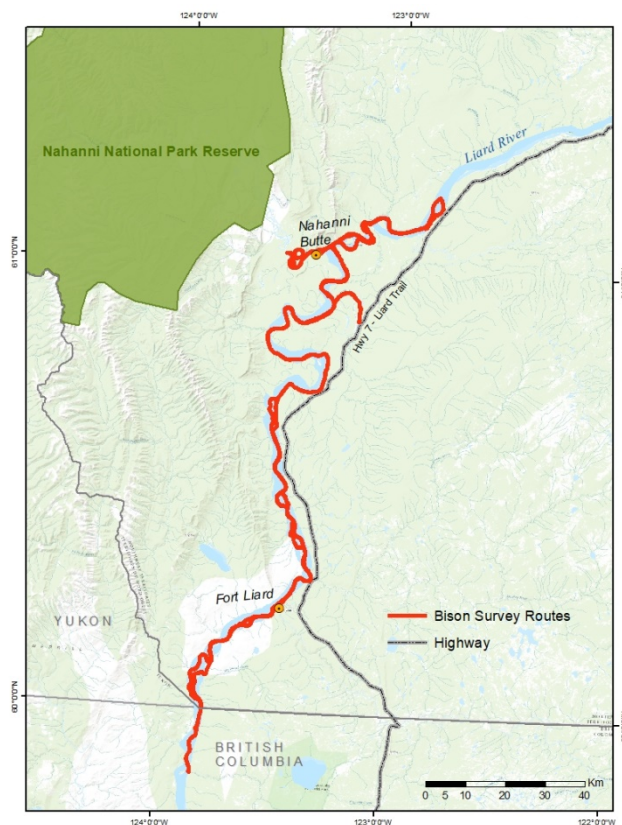 124°0'0"W
123°0'0"W
Nahanni National Park Reserve
Liard River
Nahanni
Butte
61°0'0"N
Hwy 7 - Liard Trail
Fort Liard
YUKON
Bison Survey Routes
Highway
60°0'0"N
BRITISH
COLUMBIA
Km
0 5 10 20 30 40
124°0'0"W
123°0'0"W
122°0'0"W